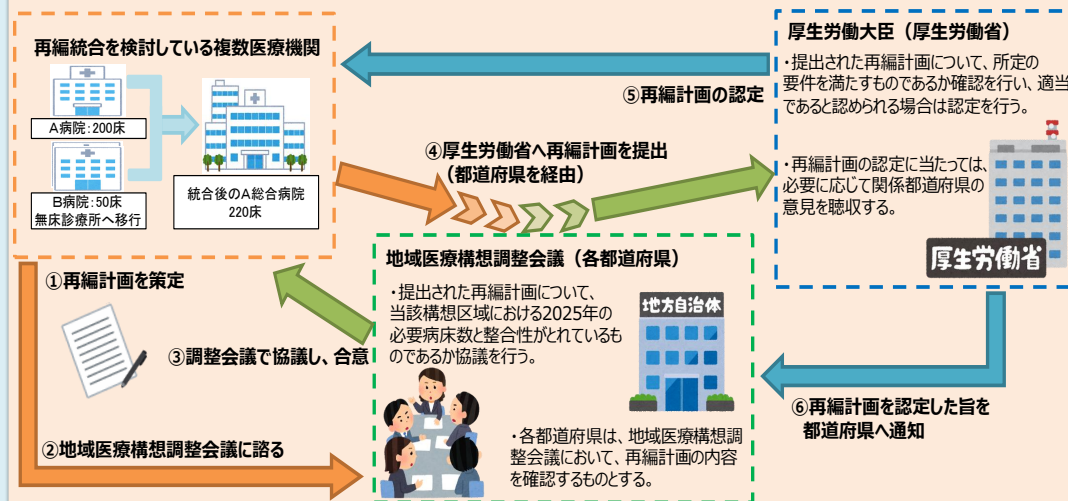 再編統合を検討している複数医療機関
A病院:200床
B病院:50床
無床診療所へ移行
統合後のA総合病院
220床
①再編計画を策定
②地域医療構想調整会議に諮る
③調整会議で協議し、合意
④厚生労働省へ再編計画を提出
(都道府県を経由)
⑤再編計画の認定
地域医療構想調整会議(各都道府県)
・提出された再編計画について、
当該構想区域における2025年の
必要病床数と整合性がとれているも
のであるか協議を行う。
地方自治体
・各都道府県は、地域医療構想調
整会議において、再編計画の内容
を確認するものとする。
厚生労働大臣(厚生労働省)
・提出された再編計画について、所定の
要件を満たすものであるか確認を行い、適当
であると認められる場合は認定を行う。
・再編計画の認定に当たっては、
必要に応じて関係都道府県の
意見を聴収する。
厚生労働省
⑥再編計画を認定した旨を
都道府県へ通知